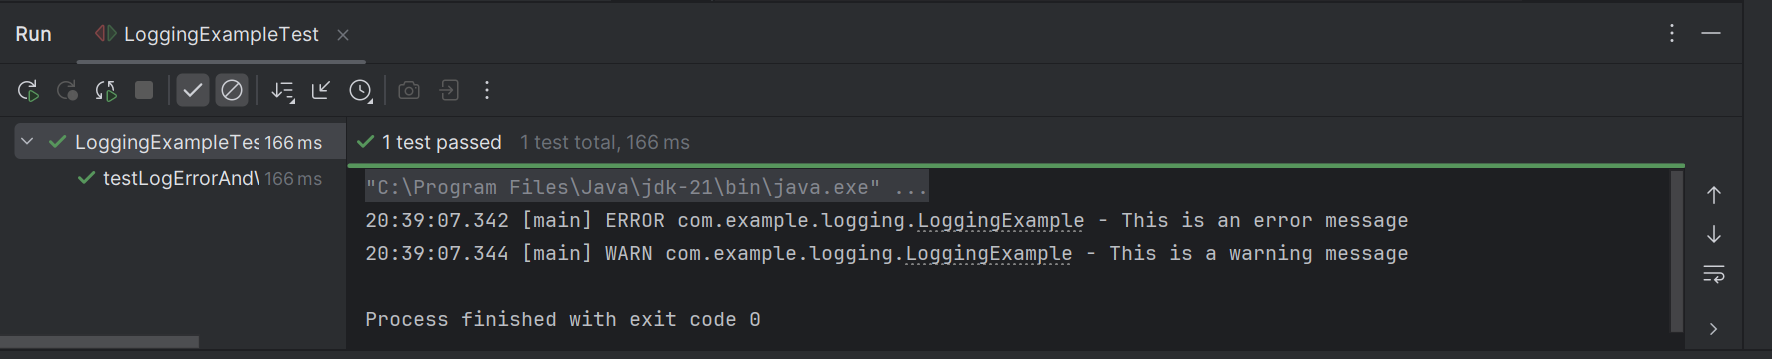 Run LoggingExampleTest
LoggingExampleTes 166 ms
testLogErrorAnd 166 ms
1 test passed 1 test total, 166 ms
"C:\Program Files\Java\jdk-21\bin\java.exe" ...
20:39:07.342 [main] ERROR com.example.logging.LoggingExample - This is an error message
20:39:07.344 [main] WARN com.example.logging.LoggingExample - This is a warning message
Process finished with exit code 0